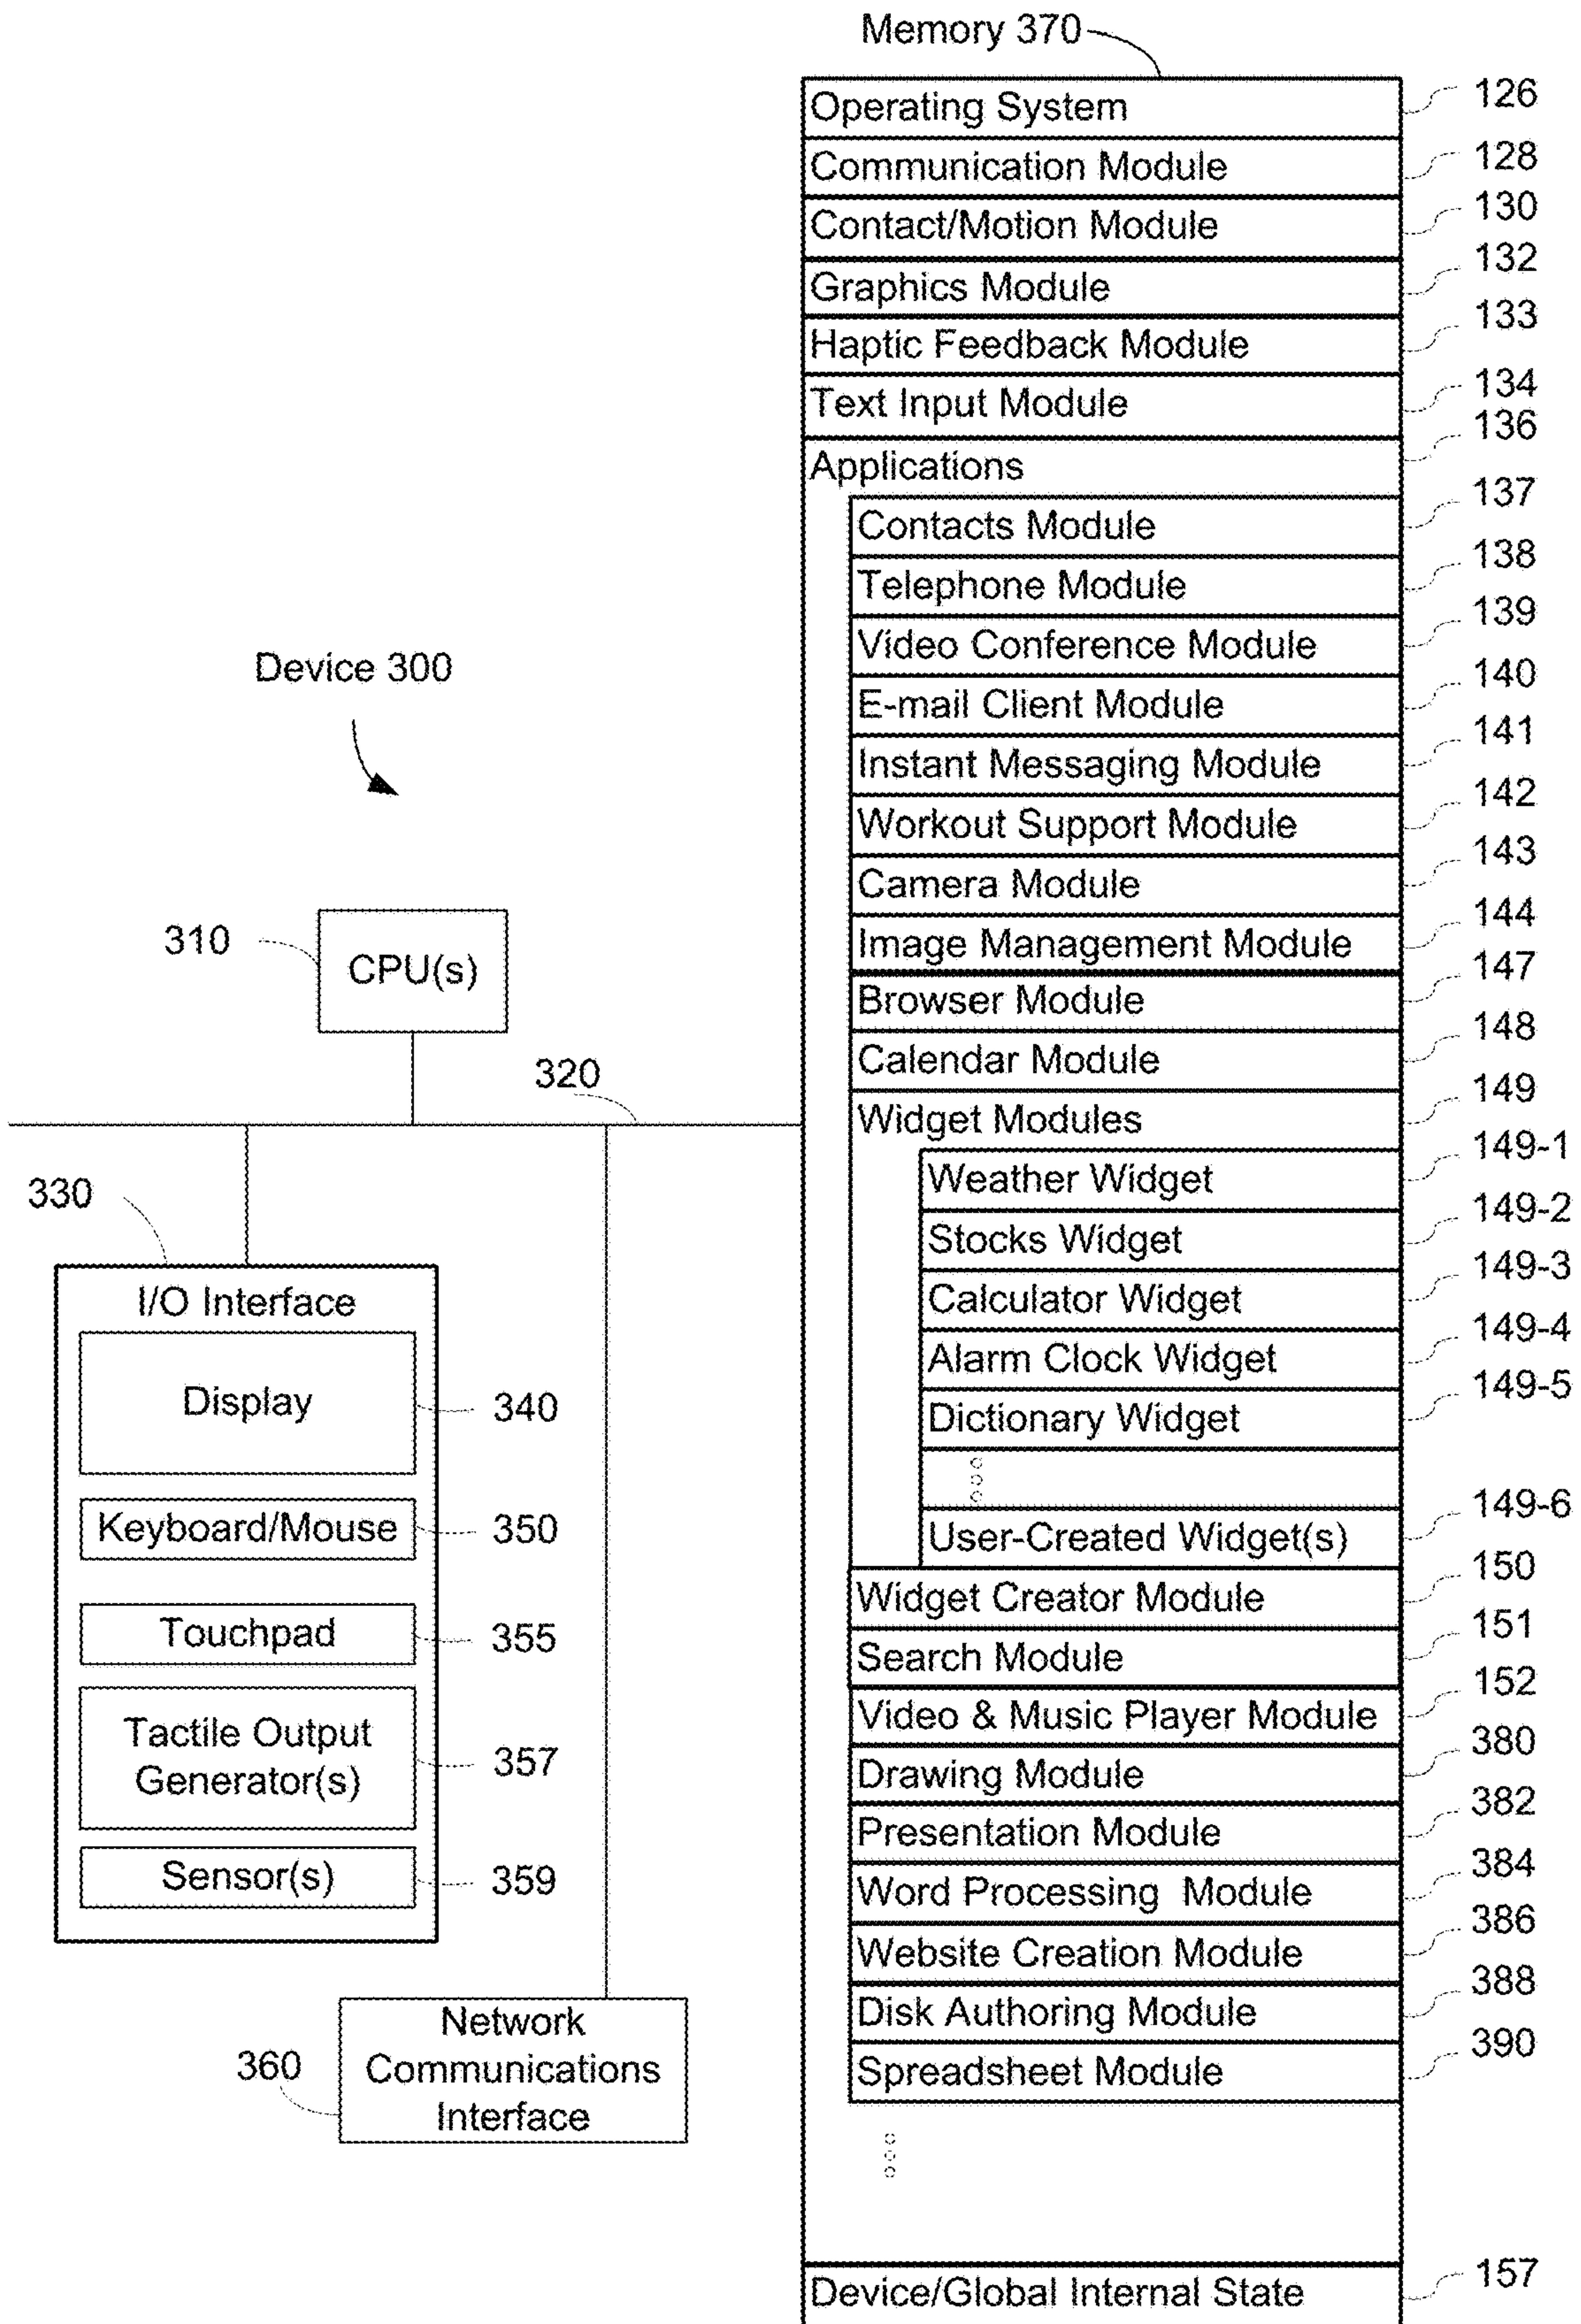 Memory 370
Operating System 126
Communication Module 128
Contact/Motion Module 130
Graphics Module 132
Haptic Feedback Module 133
Text Input Module 134
Applications 136
Contacts Module 137
Telephone Module 138
Video Conference Module 139
E-mail Client Module 140
Instant Messaging Module 141
Workout Support Module 142
Camera Module 143
Image Management Module 144
Browser Module 147
Calendar Module 148
Widget Modules 149
Weather Widget 149-1
Stocks Widget 149-2
Calculator Widget 149-3
Alarm Clock Widget 149-4
Dictionary Widget 149-5
User-Created Widget(s) 149-6
Widget Creator Module 150
Search Module 151
Video & Music Player Module 152
Drawing Module 380
Presentation Module 382
Word Processing Module 384
Website Creation Module 386
Disk Authoring Module 388
Spreadsheet Module 390
Device/Global Internal State 157
Device 300
310
CPU(s)
320
330
I/O Interface
Display 340
Keyboard/Mouse 350
Touchpad 355
Tactile Output
Generator(s) 357
Sensor(s) 359
360
Network
Communications
Interface